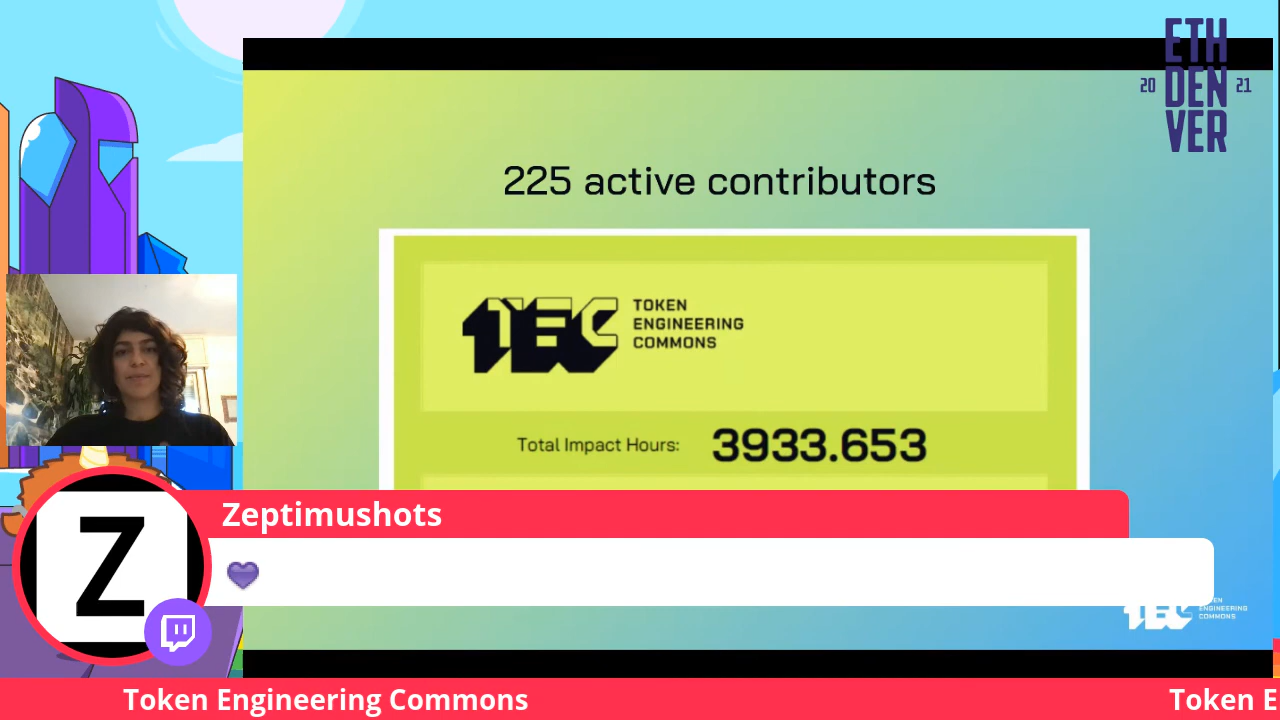 ETH
20 DEN 21
VER
225 active contributors
TEC
TOKEN
ENGINEERING
COMMONS
Total Impact Hours: 3933.653
Zeptimushots
💜
Z
TEC
ENGINEERING
COMMONS
Token Engineering Commons
Token E